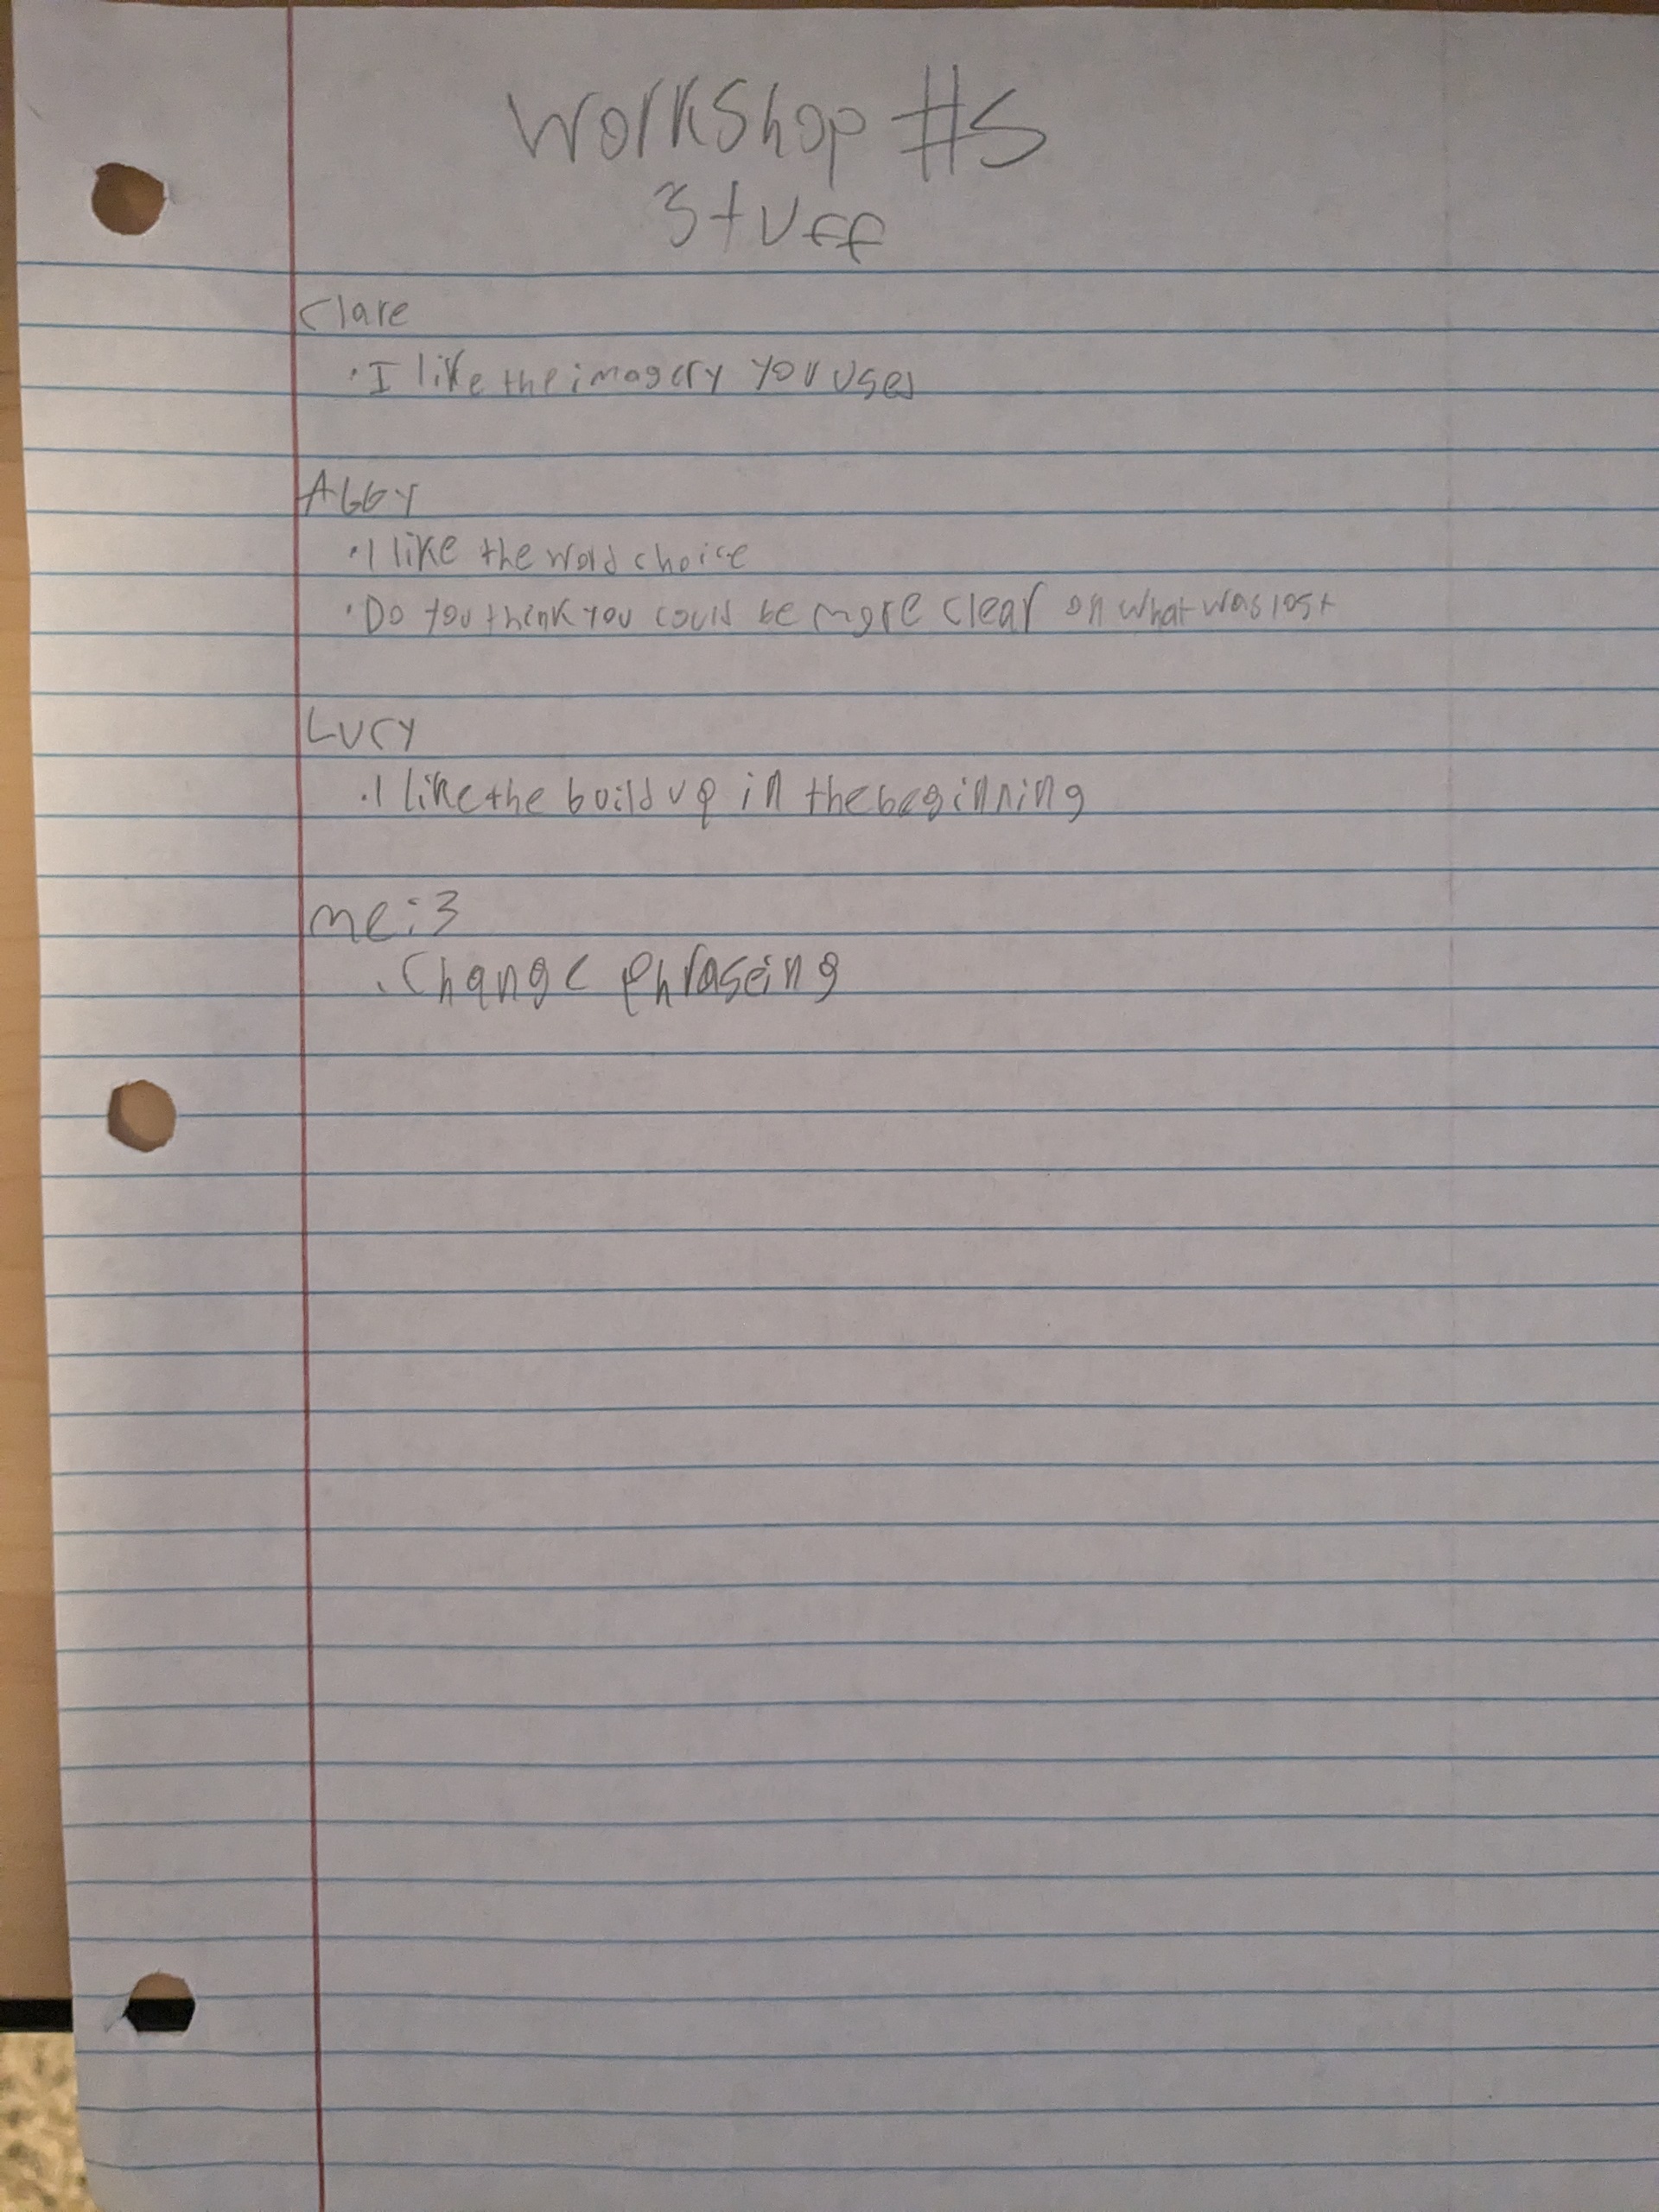 Workshop #5
Stuff
Clare
· I like the imagery you used
Abby
· I like the word choice
· Do you think you could be more clear on what was lost
Lucy
· I like the build up in the beginning
me :3
· Change phraseing